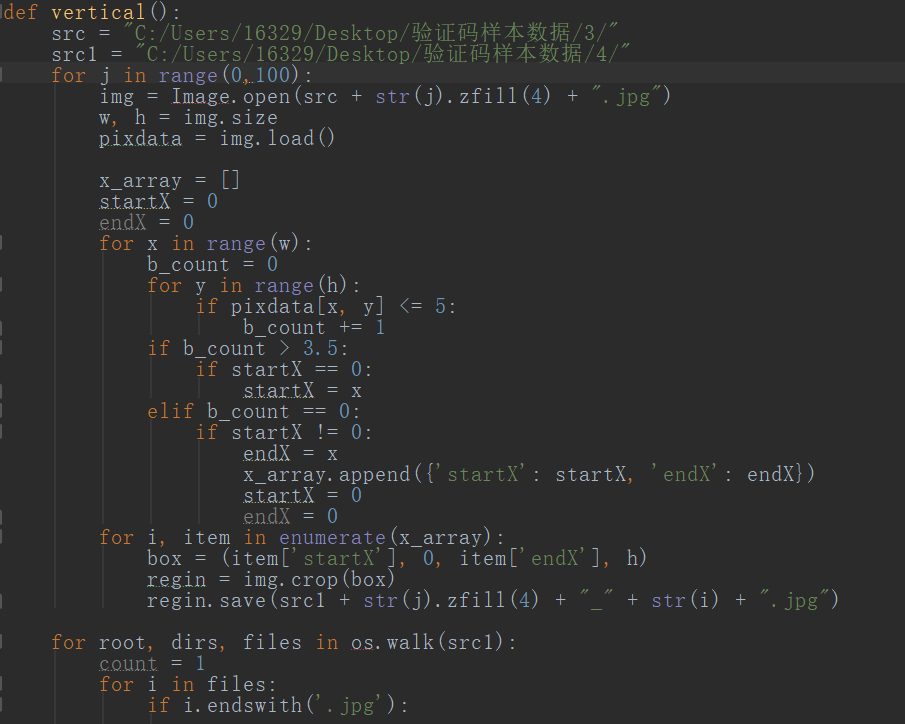 def vertical():
    src = "C:/Users/16329/Desktop/验证码样本数据/3/"
    src1 = "C:/Users/16329/Desktop/验证码样本数据/4/"
    for j in range(0, 100):
        img = Image.open(src + str(j).zfill(4) + ".jpg")
        w, h = img.size
        pixdata = img.load()

        x_array = []
        startX = 0
        endX = 0
        for x in range(w):
            b_count = 0
            for y in range(h):
                if pixdata[x, y] <= 5:
                    b_count += 1
            if b_count > 3.5:
                if startX == 0:
                    startX = x
            elif b_count == 0:
                if startX != 0:
                    endX = x
                    x_array.append({'startX': startX, 'endX': endX})
                    startX = 0
                    endX = 0
        for i, item in enumerate(x_array):
            box = (item['startX'], 0, item['endX'], h)
            regin = img.crop(box)
            regin.save(src1 + str(j).zfill(4) + "_" + str(i) + ".jpg")

    for root, dirs, files in os.walk(src1):
        count = 1
        for i in files:
            if i.endswith('.jpg'):